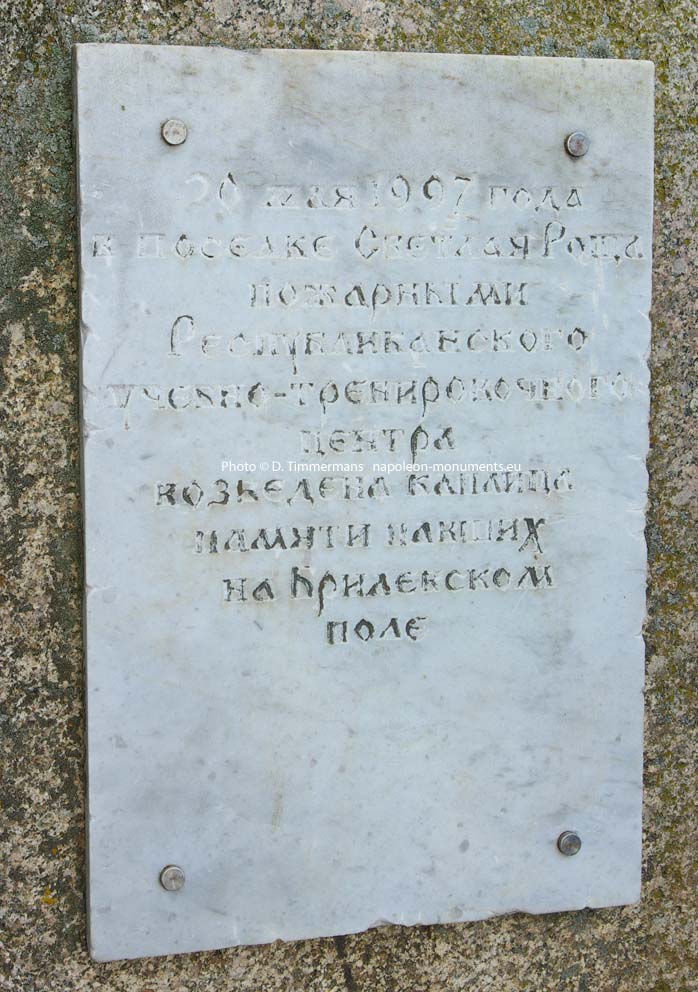 20 мая 1997 года
в поселке Светлая Роща
пожарными
Республиканского
учебно-тренировочного
центра
возведена каплица
Photo © D. Timmermans napoleon-monuments.eu
памяти павших
на Брилевском
поле